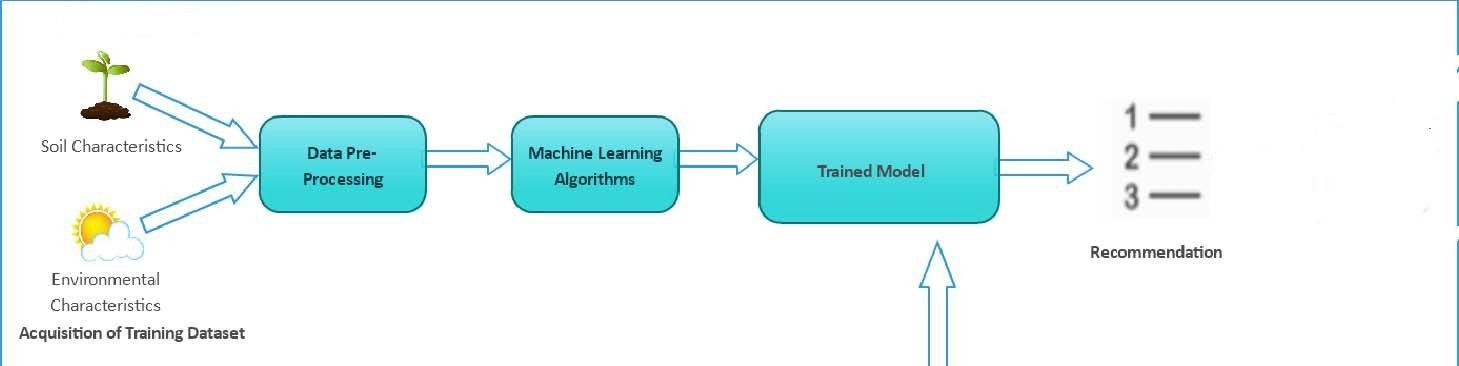 Soil Characteristics
Environmental
Characteristics
Acquisition of Training Dataset
Data Pre-
Processing
Machine Learning
Algorithms
Trained Model
1
2
3
Recommendation